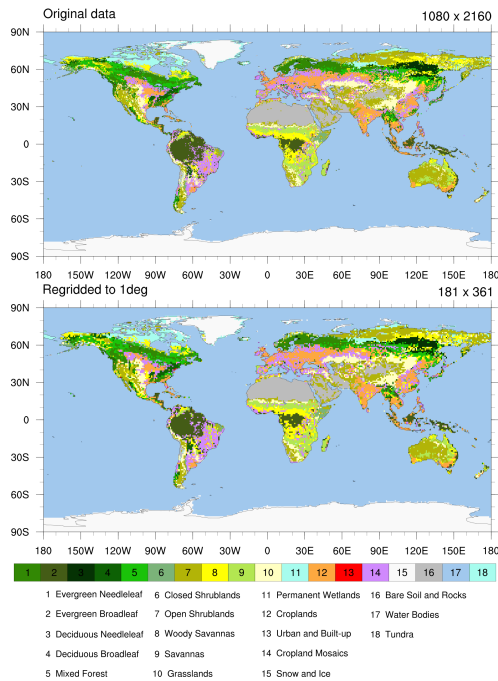 Original data 1080 x 2160
90N
60N
30N
0
30S
60S
90S
180 150W 120W 90W 60W 30W 0 30E 60E 90E 120E 150E 180
Regridded to 1deg 181 x 361
90N
60N
30N
0
30S
60S
90S
180 150W 120W 90W 60W 30W 0 30E 60E 90E 120E 150E 180
1 2 3 4 5 6 7 8 9 10 11 12 13 14 15 16 17 18
1 Evergreen Needleleaf 6 Closed Shrublands 11 Permanent Wetlands 16 Bare Soil and Rocks
2 Evergreen Broadleaf 7 Open Shrublands 12 Croplands 17 Water Bodies
3 Deciduous Needleleaf 8 Woody Savannas 13 Urban and Built-up 18 Tundra
4 Deciduous Broadleaf 9 Savannas 14 Cropland Mosaics
5 Mixed Forest 10 Grasslands 15 Snow and Ice